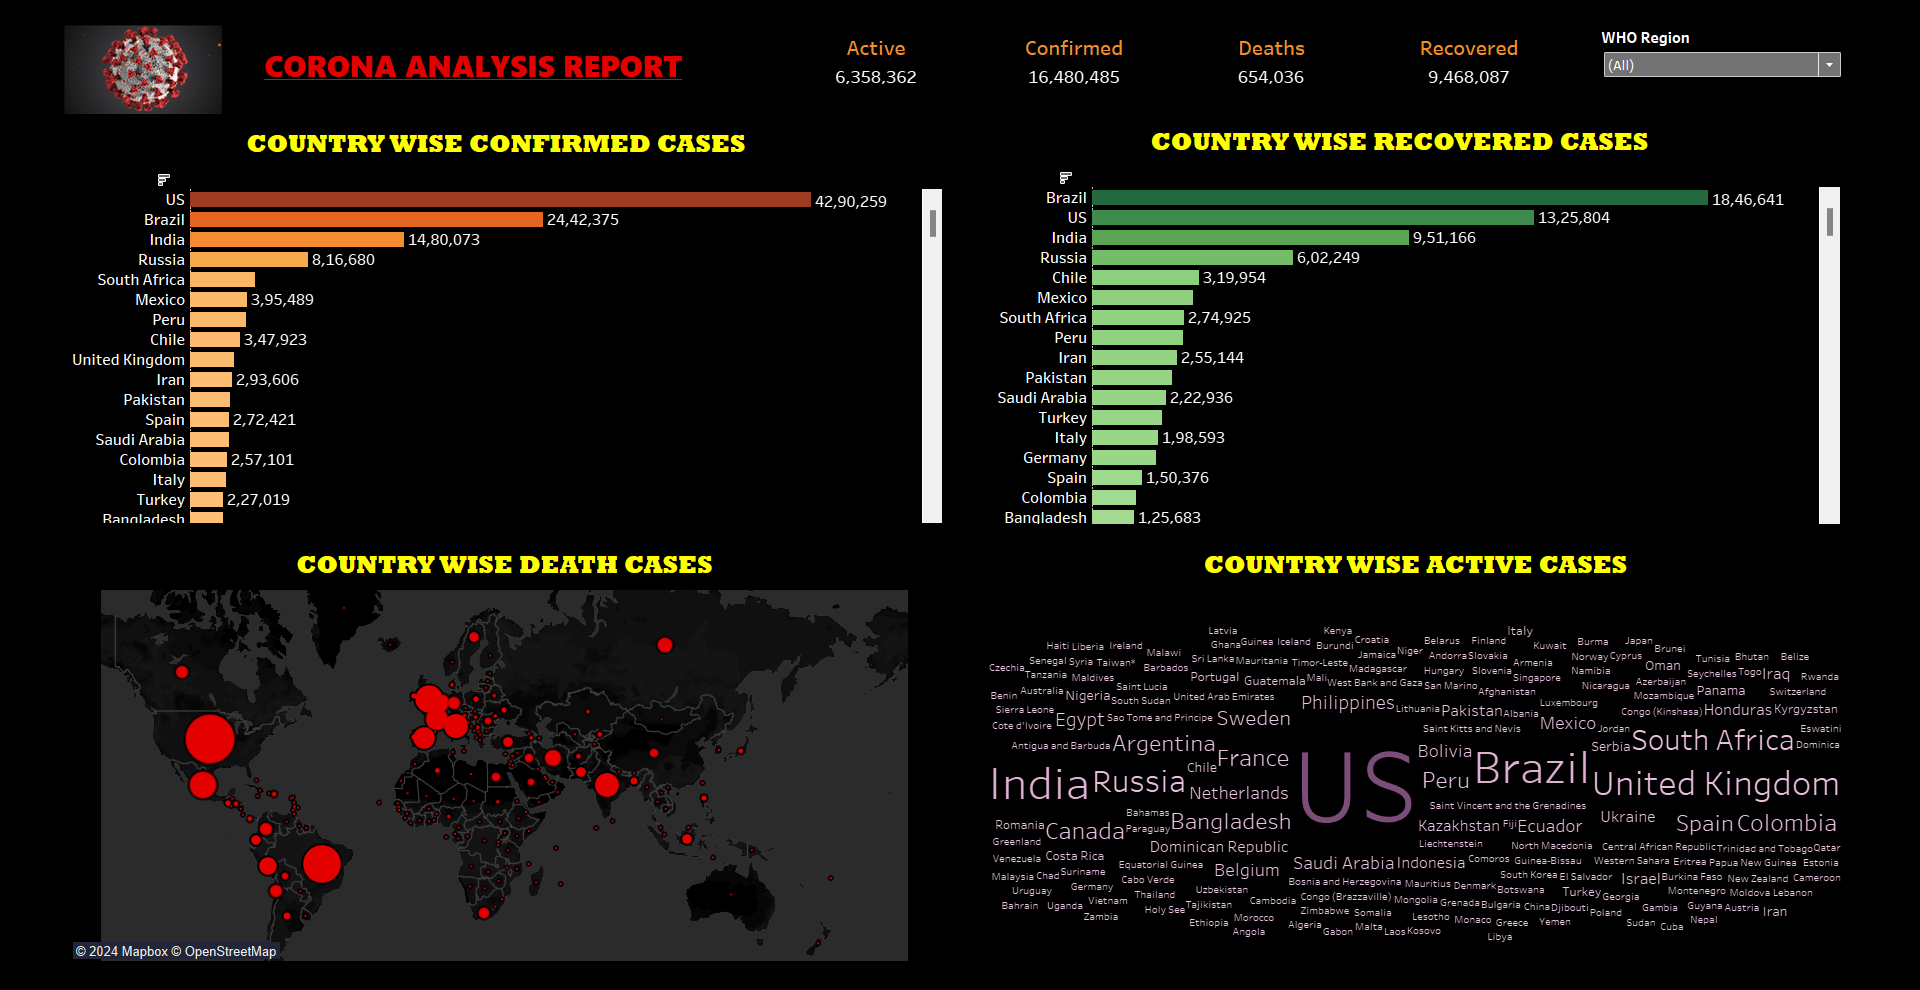 CORONA ANALYSIS REPORT
Active
6,358,362
Confirmed
16,480,485
Deaths
654,036
Recovered
9,468,087
WHO Region
(All)
COUNTRY WISE CONFIRMED CASES
US 42,90,259
Brazil 24,42,375
India 14,80,073
Russia 8,16,680
South Africa
Mexico 3,95,489
Peru
Chile 3,47,923
United Kingdom
Iran 2,93,606
Pakistan
Spain 2,72,421
Saudi Arabia
Colombia 2,57,101
Italy
Turkey 2,27,019
Bangladesh
COUNTRY WISE RECOVERED CASES
Brazil 18,46,641
US 13,25,804
India 9,51,166
Russia 6,02,249
Chile 3,19,954
Mexico
South Africa 2,74,925
Peru
Iran 2,55,144
Pakistan
Saudi Arabia 2,22,936
Turkey
Italy 1,98,593
Germany
Spain 1,50,376
Colombia
Bangladesh 1,25,683
COUNTRY WISE DEATH CASES
© 2024 Mapbox © OpenStreetMap
COUNTRY WISE ACTIVE CASES
Latvia Kenya Italy
Haiti Liberia Ireland Ghana Guinea Iceland Burundi Croatia Belarus Finland Kuwait Burma Japan
Malawi Jamaica Niger Andorra Slovakia Norway Cyprus Brunei
Senegal Syria Taiwan* Sri Lanka Mauritania Timor-Leste Armenia Tunisia Bhutan Belize
Czechia Tanzania Maldives Barbados Portugal Guatemala Mali Madagascar Hungary Slovenia Singapore Namibia Oman Seychelles Togo Iraq Rwanda
Benin Australia Nigeria Saint Lucia West Bank and Gaza San Marino Afghanistan Nicaragua Azerbaijan Panama Switzerland
South Sudan United Arab Emirates Philippines Luxembourg Mozambique
Sierra Leone Lithuania Pakistan Albania Congo (Kinshasa) Honduras Kyrgyzstan
Cote d'Ivoire Egypt Sao Tome and Principe Sweden Saint Kitts and Nevis Mexico Jordan Eswatini
Antigua and Barbuda Argentina France Bolivia Serbia South Africa Dominica
India Russia Chile US Peru Brazil United Kingdom
Netherlands Saint Vincent and the Grenadines
Bahamas Bangladesh Ukraine
Romania Canada Paraguay Kazakhstan Fiji Ecuador Spain Colombia
Greenland Dominican Republic Liechtenstein North Macedonia Central African Republic Trinidad and Tobago Qatar
Venezuela Costa Rica Equatorial Guinea Saudi Arabia Indonesia Comoros Guinea-Bissau Western Sahara Eritrea Papua New Guinea Estonia
Malaysia Chad Suriname Belgium South Korea El Salvador Israel Burkina Faso New Zealand Cameroon
Uruguay Germany Cabo Verde Uzbekistan Bosnia and Herzegovina Mauritius Denmark Botswana Turkey Georgia Montenegro Moldova Lebanon
Bahrain Uganda Vietnam Thailand Tajikistan Cambodia Congo (Brazzaville) Mongolia Grenada Bulgaria China Djibouti Gambia Guyana Austria Iran
Zambia Holy See Morocco Zimbabwe Somalia Lesotho Monaco Poland Nepal
Ethiopia Angola Algeria Gabon Malta Laos Kosovo Greece Yemen Sudan Cuba
Libya